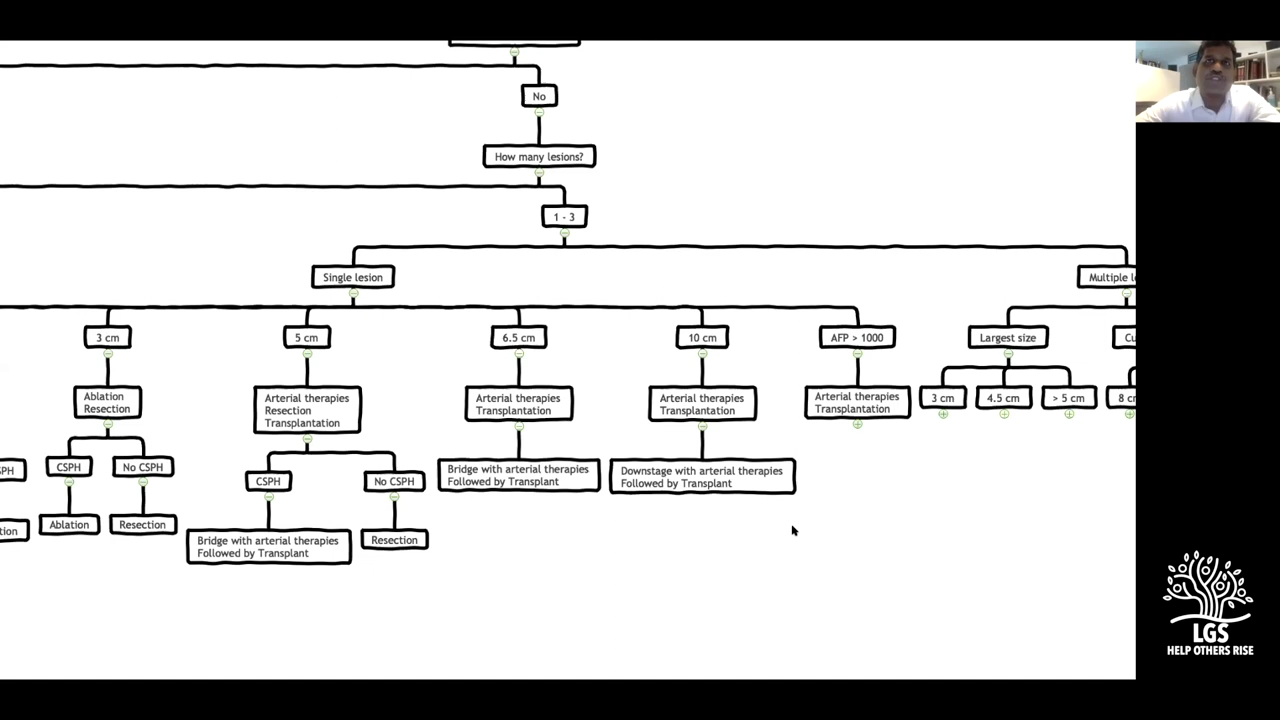 No
How many lesions?
1 - 3
Single lesion
Multiple
3 cm
5 cm
6.5 cm
10 cm
AFP > 1000
Largest size
Ablation
Resection
Arterial therapies
Resection
Transplantation
Arterial therapies
Transplantation
Arterial therapies
Transplantation
Arterial therapies
Transplantation
3 cm
4.5 cm
> 5 cm
CSPH
No CSPH
CSPH
No CSPH
Bridge with arterial therapies
Followed by Transplant
Downstage with arterial therapies
Followed by Transplant
Ablation
Resection
Bridge with arterial therapies
Followed by Transplant
Resection
LGS
HELP OTHERS RISE